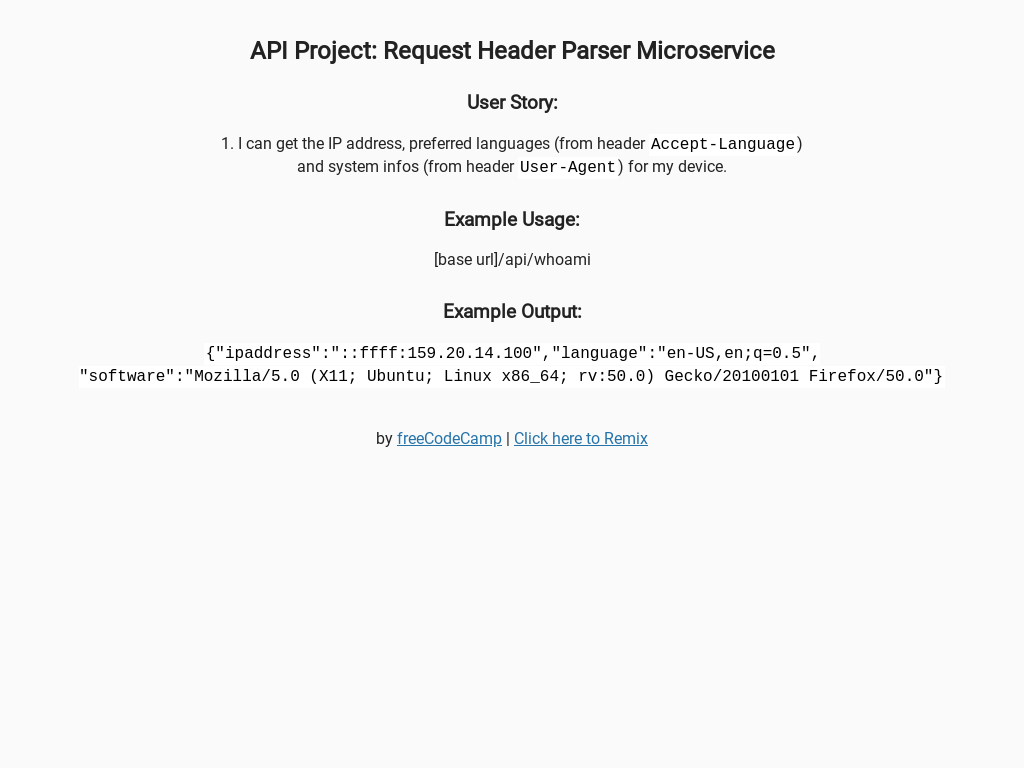 API Project: Request Header Parser Microservice
User Story:
1. I can get the IP address, preferred languages (from header Accept-Language)
and system infos (from header User-Agent) for my device.
Example Usage:
[base url]/api/whoami
Example Output:
{"ipaddress":"::ffff:159.20.14.100","language":"en-US,en;q=0.5",
"software":"Mozilla/5.0 (X11; Ubuntu; Linux x86_64; rv:50.0) Gecko/20100101 Firefox/50.0"}
by freeCodeCamp | Click here to Remix